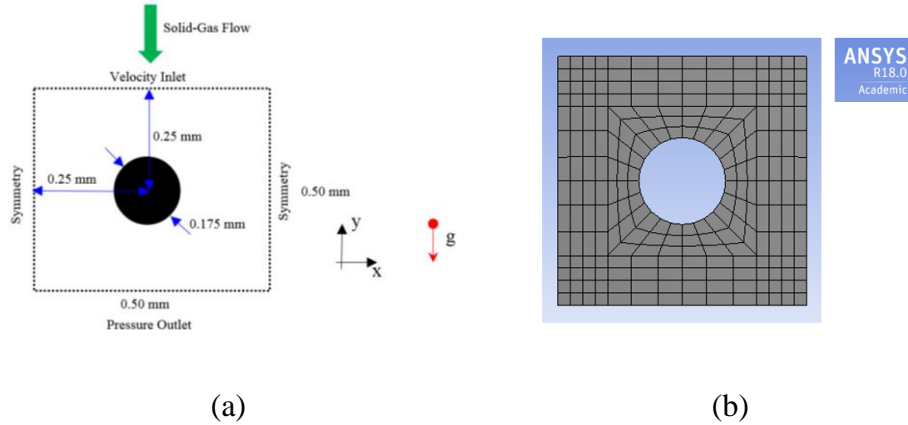 Solid-Gas Flow
Velocity Inlet
0.25 mm
0.25 mm
Symmetry
Symmetry
0.50 mm
0.175 mm
y
x
g
0.50 mm
Pressure Outlet
ANSYS
R18.0
Academic
(a)
(b)